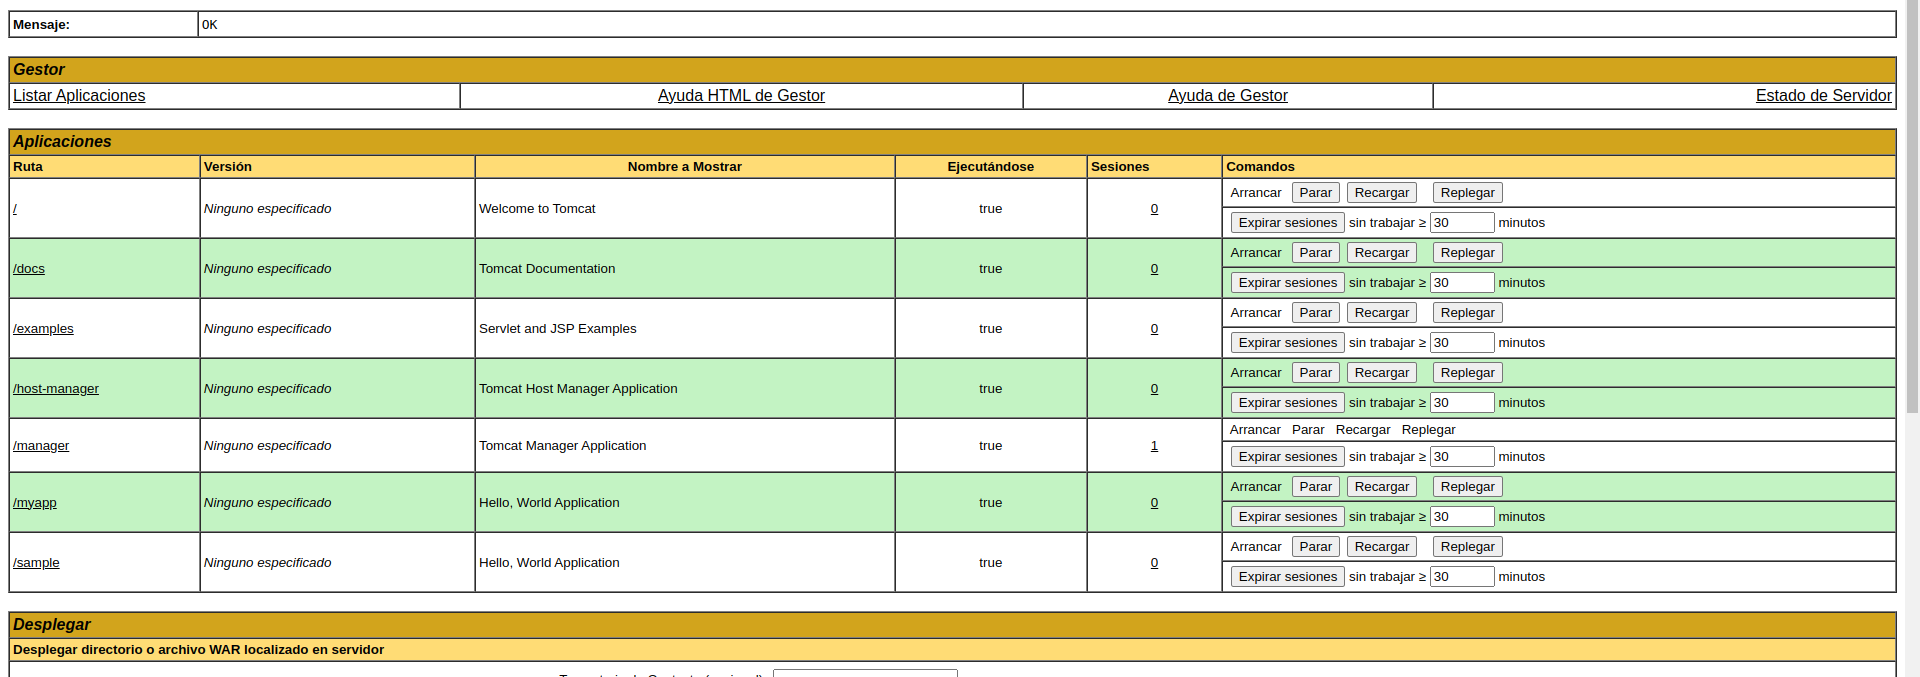 Mensaje: OK
Gestor
Listar Aplicaciones Ayuda HTML de Gestor Ayuda de Gestor Estado de Servidor
Aplicaciones
Ruta Versión Nombre a Mostrar Ejecutándose Sesiones Comandos
Arrancar Parar Recargar Replegar
/ Ninguno especificado Welcome to Tomcat true 0
Expirar sesiones sin trabajar ≥ 30 minutos
Arrancar Parar Recargar Replegar
/docs Ninguno especificado Tomcat Documentation true 0
Expirar sesiones sin trabajar ≥ 30 minutos
Arrancar Parar Recargar Replegar
/examples Ninguno especificado Servlet and JSP Examples true 0
Expirar sesiones sin trabajar ≥ 30 minutos
Arrancar Parar Recargar Replegar
/host-manager Ninguno especificado Tomcat Host Manager Application true 0
Expirar sesiones sin trabajar ≥ 30 minutos
Arrancar Parar Recargar Replegar
/manager Ninguno especificado Tomcat Manager Application true 1
Expirar sesiones sin trabajar ≥ 30 minutos
Arrancar Parar Recargar Replegar
/myapp Ninguno especificado Hello, World Application true 0
Expirar sesiones sin trabajar ≥ 30 minutos
Arrancar Parar Recargar Replegar
/sample Ninguno especificado Hello, World Application true 0
Expirar sesiones sin trabajar ≥ 30 minutos
Desplegar
Desplegar directorio o archivo WAR localizado en servidor